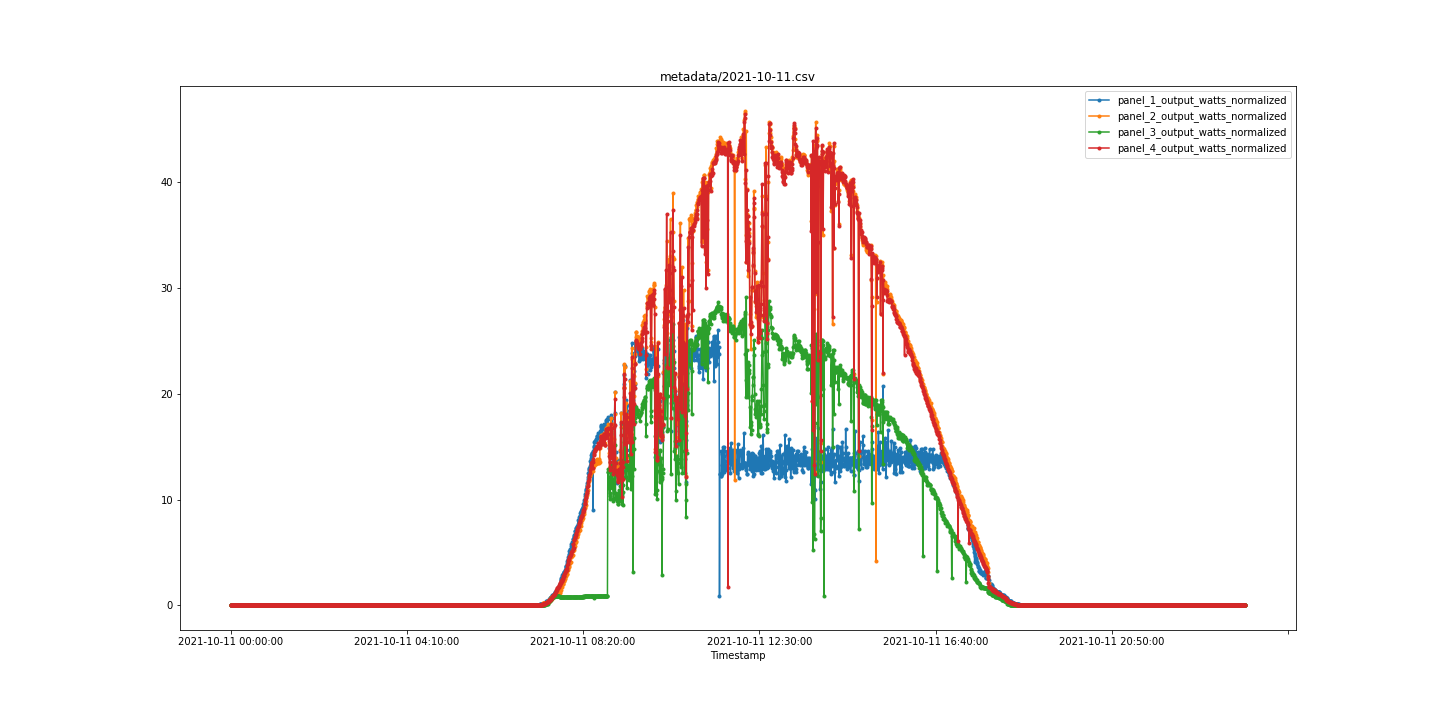 metadata/2021-10-11.csv
panel_1_output_watts_normalized
panel_2_output_watts_normalized
panel_3_output_watts_normalized
panel_4_output_watts_normalized
40
30
20
10
0
2021-10-11 00:00:00 2021-10-11 04:10:00 2021-10-11 08:20:00 2021-10-11 12:30:00 2021-10-11 16:40:00 2021-10-11 20:50:00
Timestamp